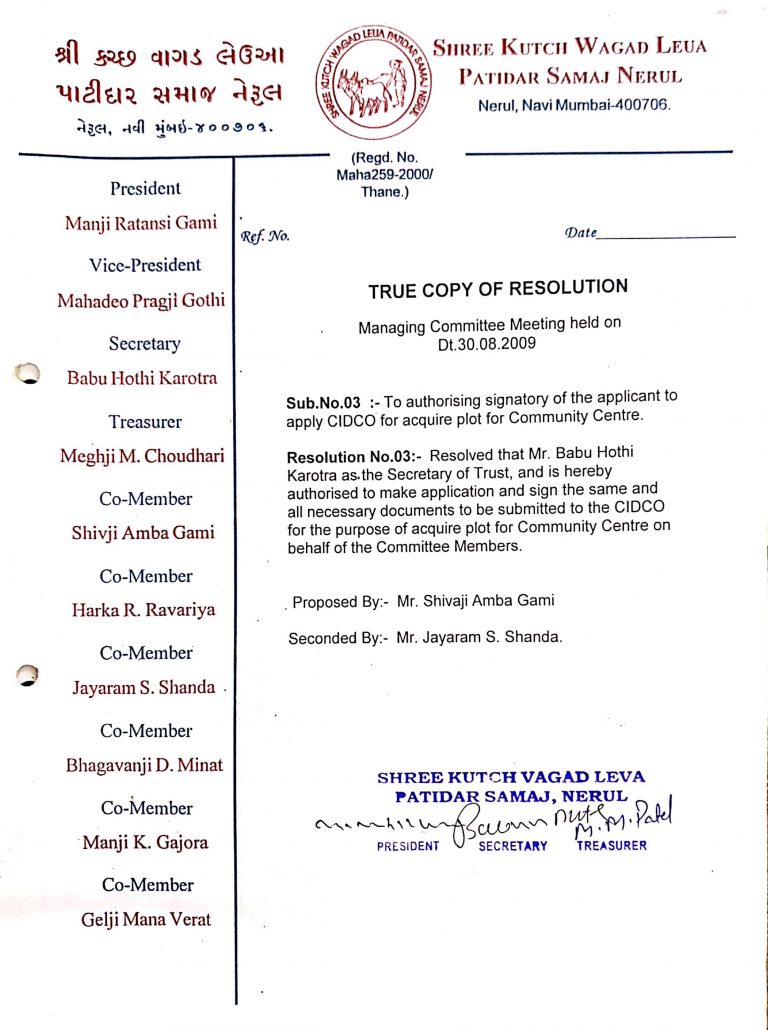 શ્રી કચ્છ વાગડ લેઉઆ
પાટીદાર સમાજ નેરૂલ
નેરૂલ, નવી મુંબઇ-૪૦૦૭૦૬.
SHREE KUTCH WAGAD LEUA PATIDAR SAMAJ NERUL
SHREE KUTCH WAGAD LEUA
PATIDAR SAMAJ NERUL
Nerul, Navi Mumbai-400706.
(Regd. No.
Maha259-2000/
Thane.)
President
Manji Ratansi Gami
Vice-President
Mahadeo Pragji Gothi
Secretary
Babu Hothi Karotra
Treasurer
Meghji M. Choudhari
Co-Member
Shivji Amba Gami
Co-Member
Harka R. Ravariya
Co-Member
Jayaram S. Shanda
Co-Member
Bhagavanji D. Minat
Co-Member
Manji K. Gajora
Co-Member
Gelji Mana Verat
Ref. No.
Date
TRUE COPY OF RESOLUTION
Managing Committee Meeting held on
Dt.30.08.2009
Sub.No.03 :- To authorising signatory of the applicant to
apply CIDCO for acquire plot for Community Centre.
Resolution No.03:- Resolved that Mr. Babu Hothi
Karotra as the Secretary of Trust, and is hereby
authorised to make application and sign the same and
all necessary documents to be submitted to the CIDCO
for the purpose of acquire plot for Community Centre on
behalf of the Committee Members.
Proposed By:- Mr. Shivaji Amba Gami
Seconded By:- Mr. Jayaram S. Shanda.
SHREE KUTCH VAGAD LEVA
PATIDAR SAMAJ, NERUL
M.M.Patel
PRESIDENT SECRETARY TREASURER